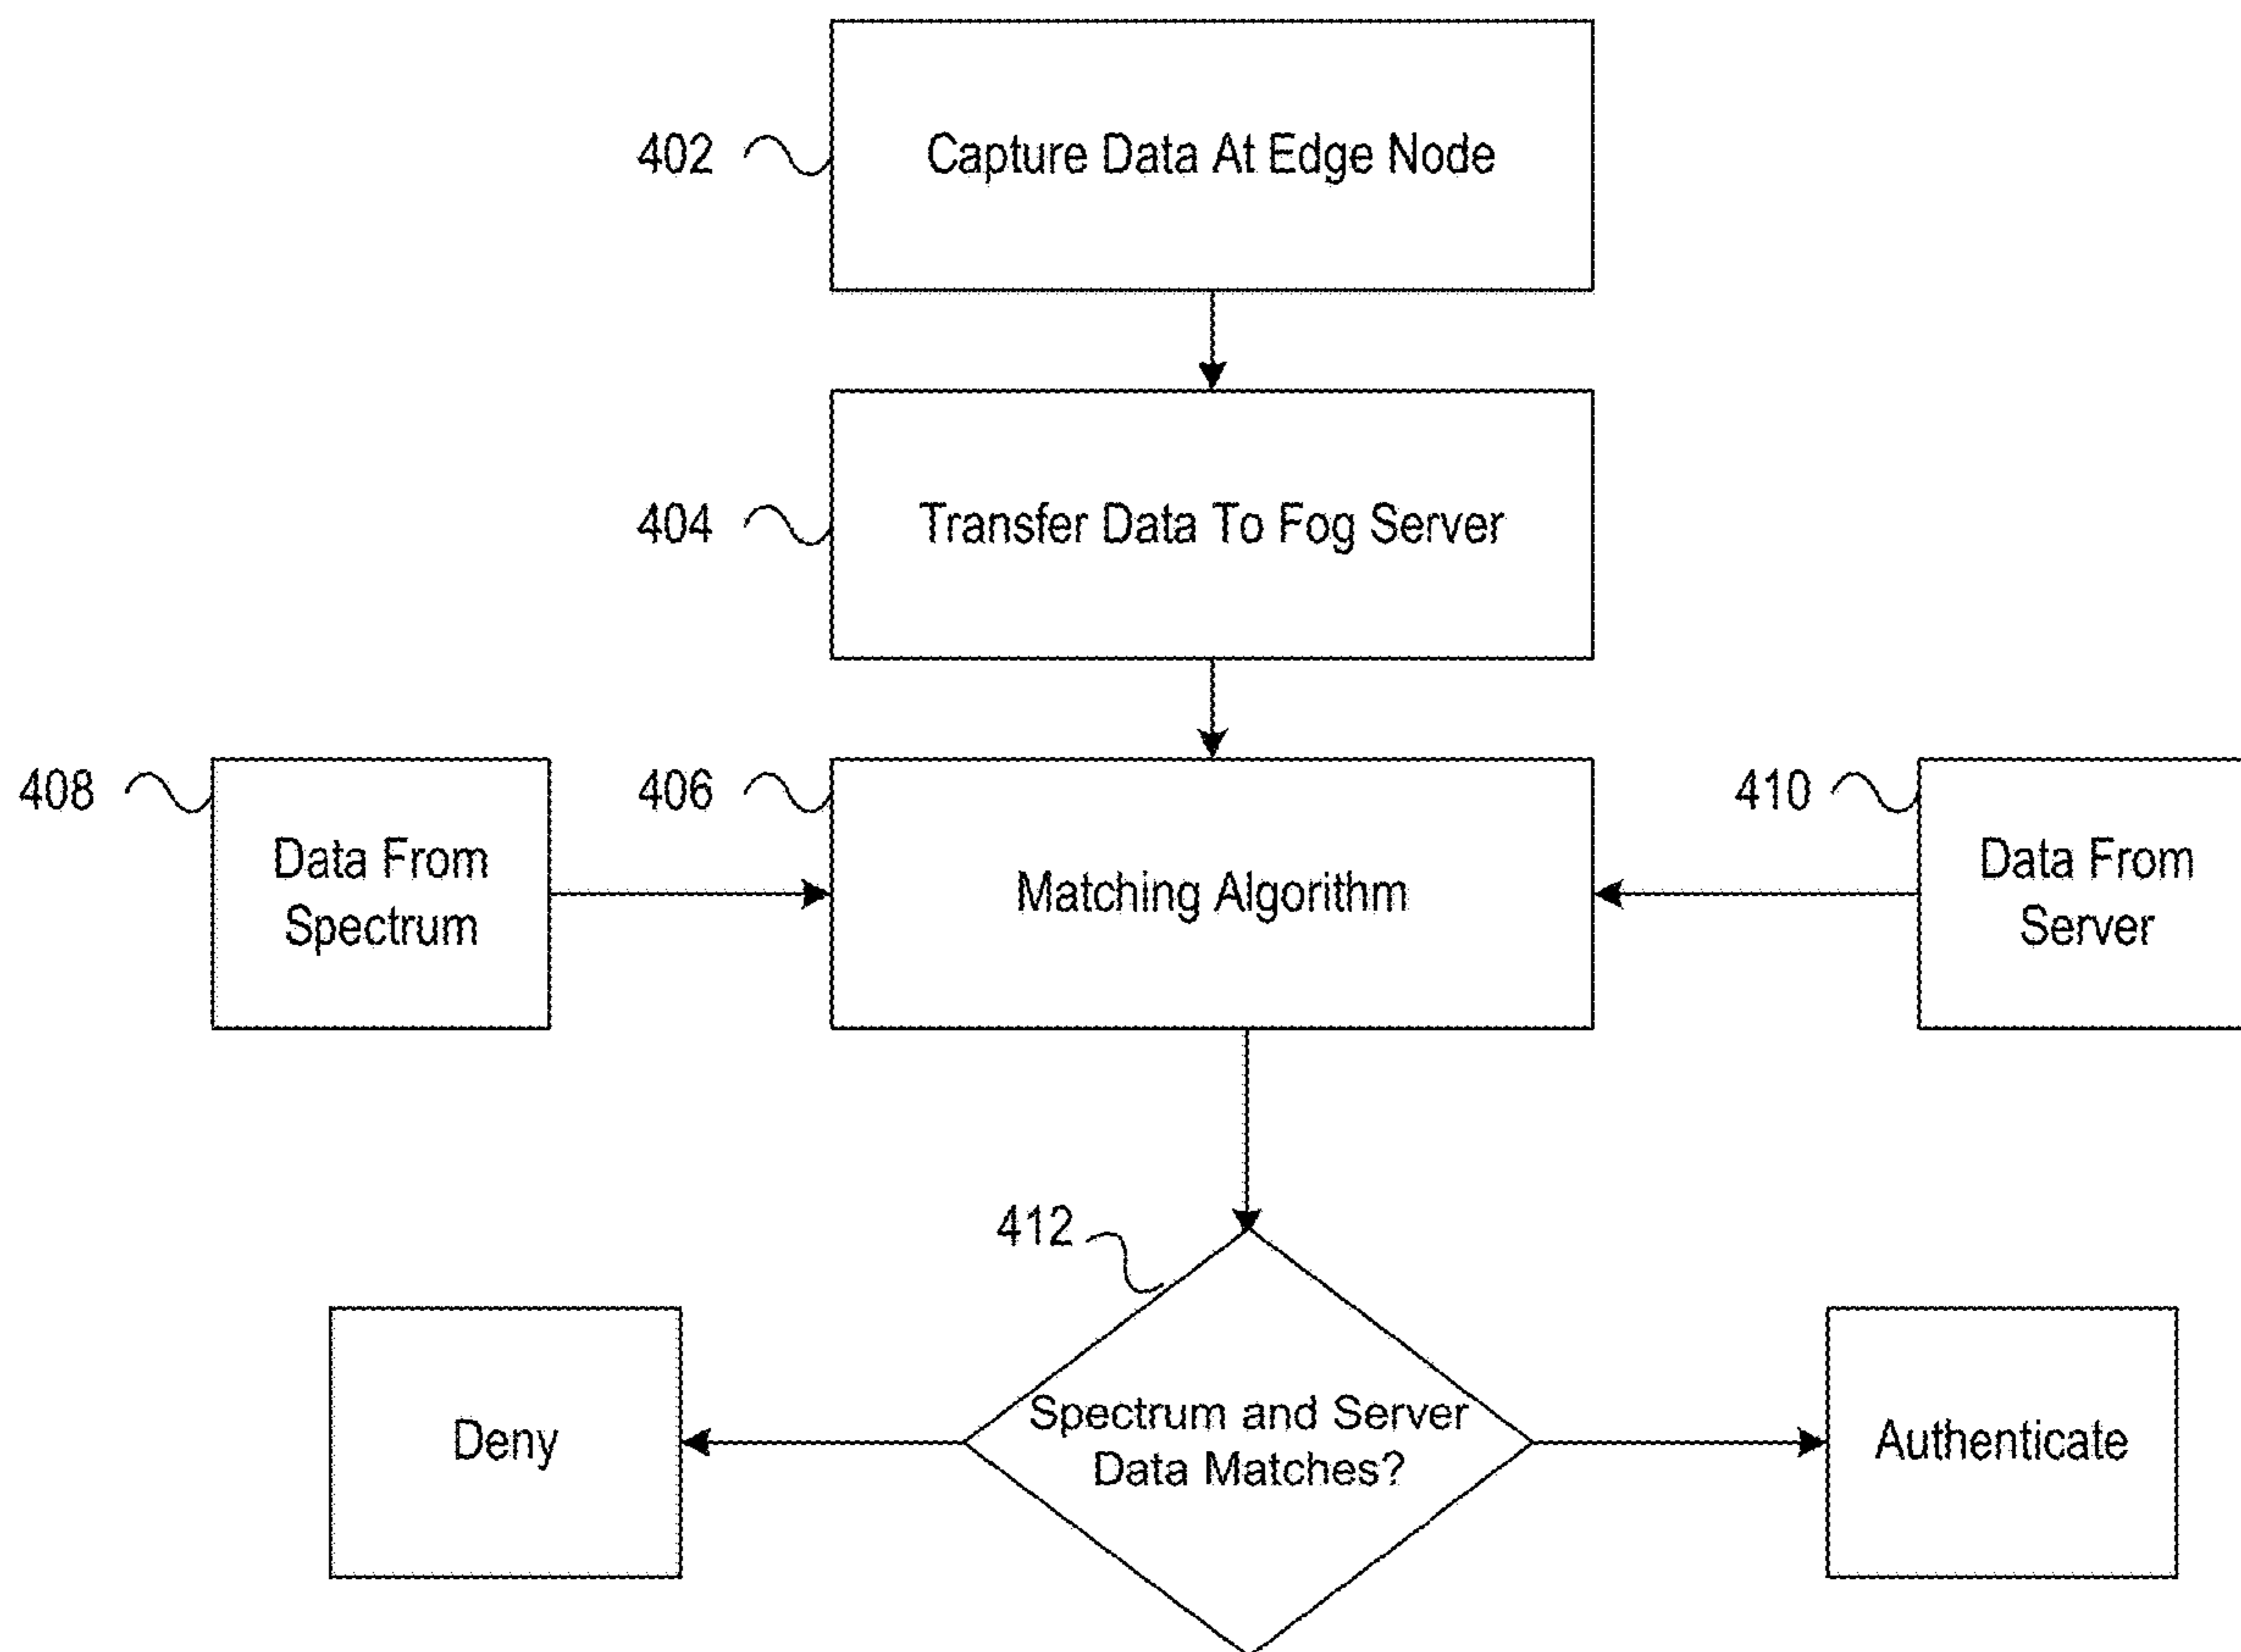 402
Capture Data At Edge Node
404
Transfer Data To Fog Server
408
Data From
Spectrum
406
Matching Algorithm
410
Data From
Server
412
Spectrum and Server
Data Matches?
Deny
Authenticate